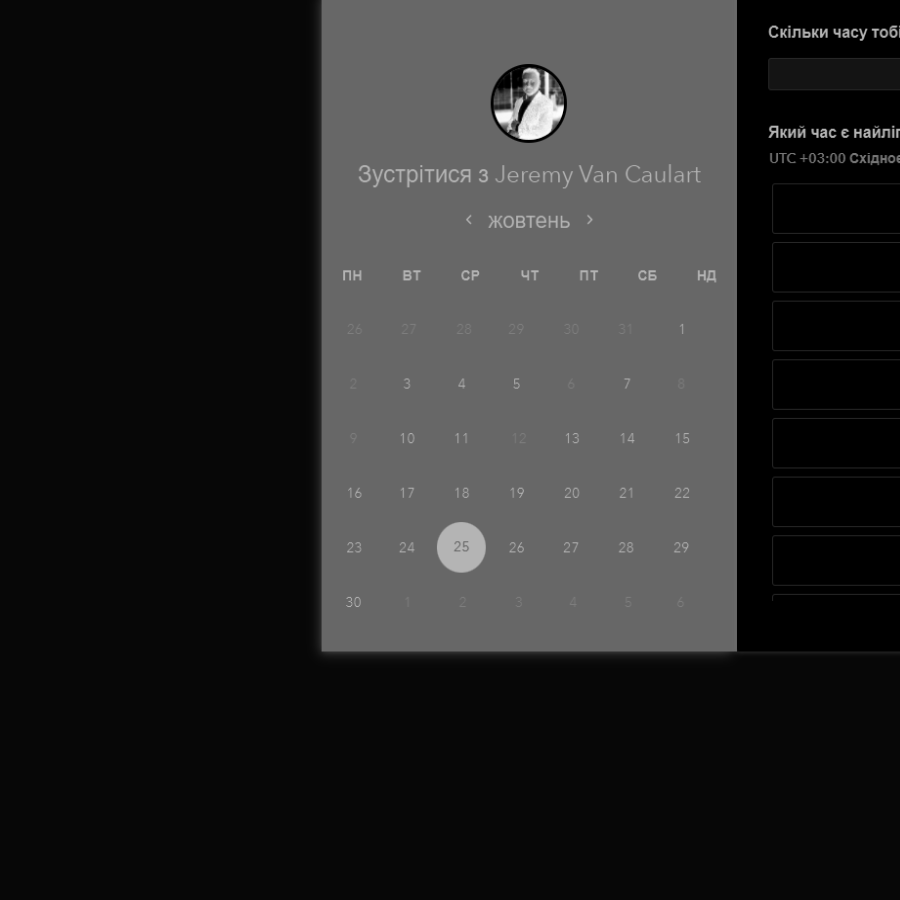 Зустрітися з Jeremy Van Caulart
жовтень
ПН ВТ СР ЧТ ПТ СБ НД
26 27 28 29 30 31 1
2 3 4 5 6 7 8
9 10 11 12 13 14 15
16 17 18 19 20 21 22
23 24 25 26 27 28 29
30 1 2 3 4 5 6
Скільки часу
Який час є
UTC +03:00